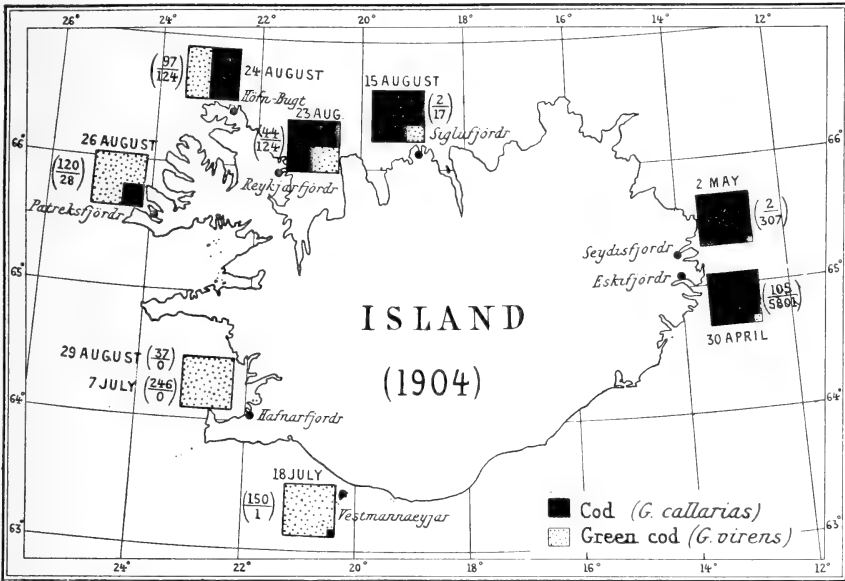 26° 24° 22° 20° 18° 16° 14° 12°
(97/124) 24 AUGUST
Höfn-Bugt
15 AUGUST
(2/17)
Siglufjördr
23 AUG.
(44/124)
Reykjarfjördr
66° 66°
26 AUGUST
(120/28)
Patreksfjördr
2 MAY
(2/307)
Seydisfjordr
65° 65°
Eskifjördr
(105/5801)
30 APRIL
ISLAND
(1904)
29 AUGUST (37/0)
7 JULY (246/0)
64° 64°
Hafnarfjordr
18 JULY
(150/1)
Vestmannaeyjar
63° 63°
Cod (G. callarias)
Green cod (G. virens)
24° 22° 20° 18° 16° 14° 12°